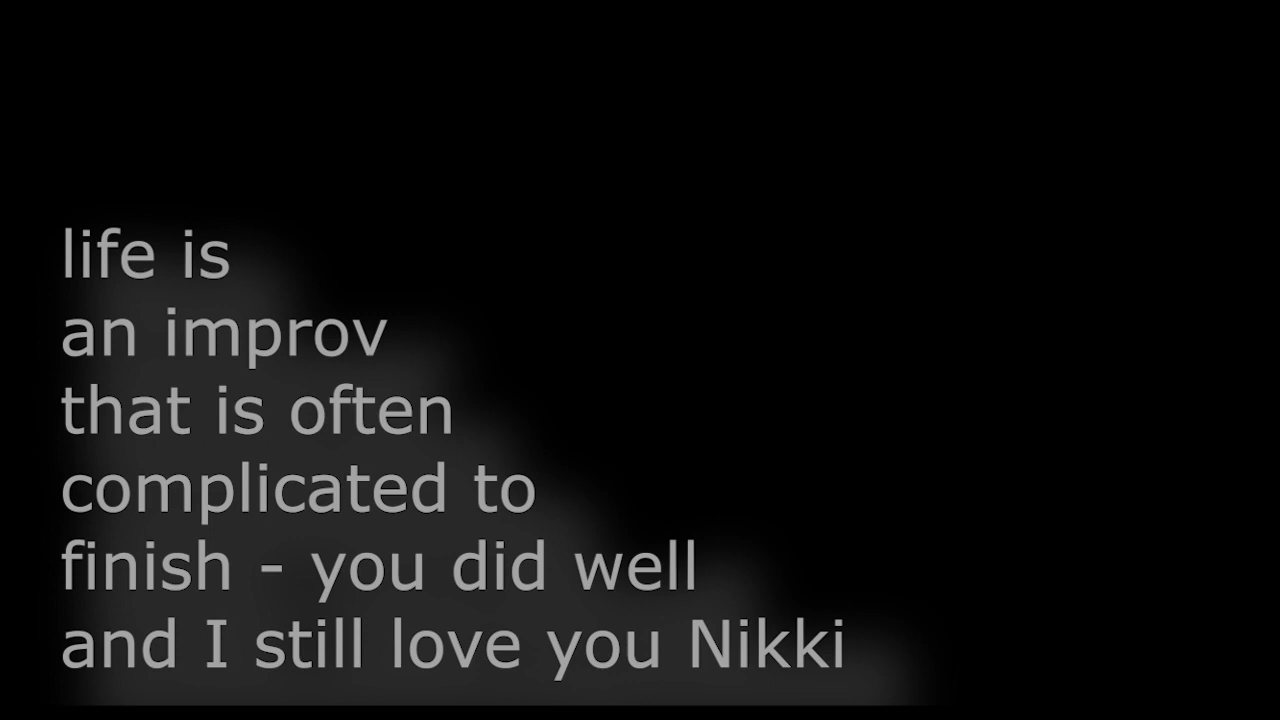 life is
an improv
that is often
complicated to
finish - you did well
and I still love you Nikki